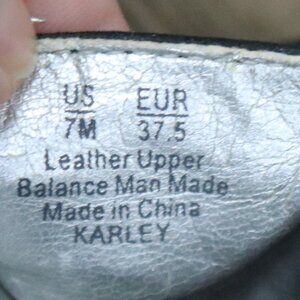 US EUR
7M 37.5
Leather Upper
Balance Man Made
Made in China
KARLEY